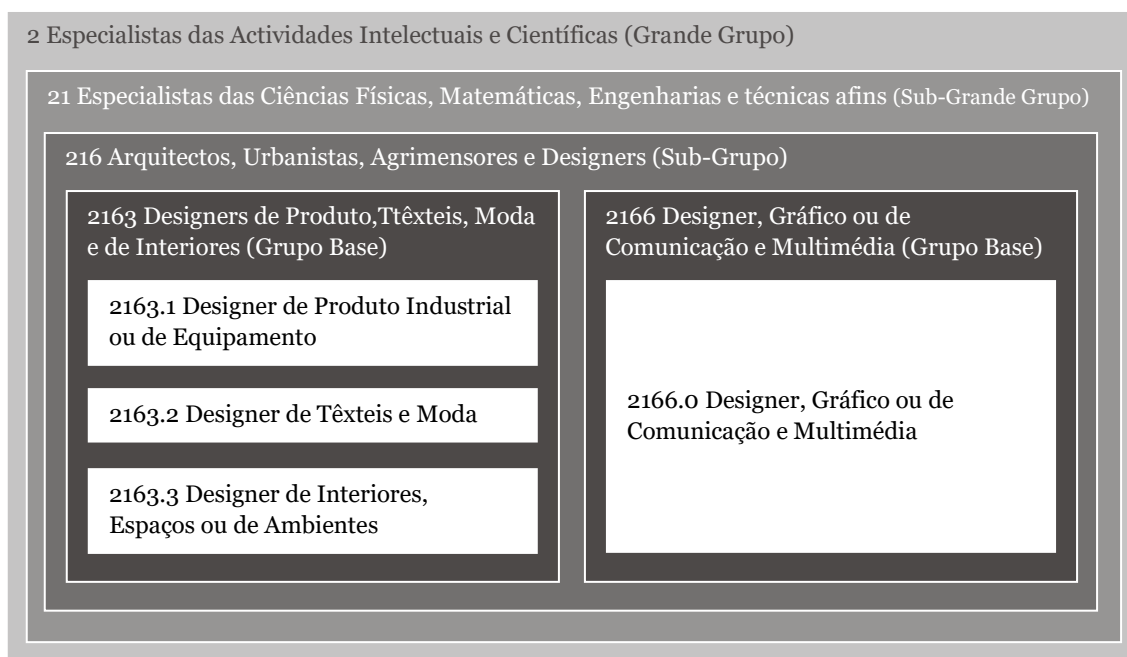 2 Especialistas das Actividades Intelectuais e Científicas (Grande Grupo)
21 Especialistas das Ciências Físicas, Matemáticas, Engenharias e técnicas afins (Sub-Grande Grupo)
216 Arquitectos, Urbanistas, Agrimensores e Designers (Sub-Grupo)
2163 Designers de Produto,Ttêxteis, Moda
e de Interiores (Grupo Base)
2163.1 Designer de Produto Industrial
ou de Equipamento
2163.2 Designer de Têxteis e Moda
2163.3 Designer de Interiores,
Espaços ou de Ambientes
2166 Designer, Gráfico ou de
Comunicação e Multimédia (Grupo Base)
2166.0 Designer, Gráfico ou de
Comunicação e Multimédia